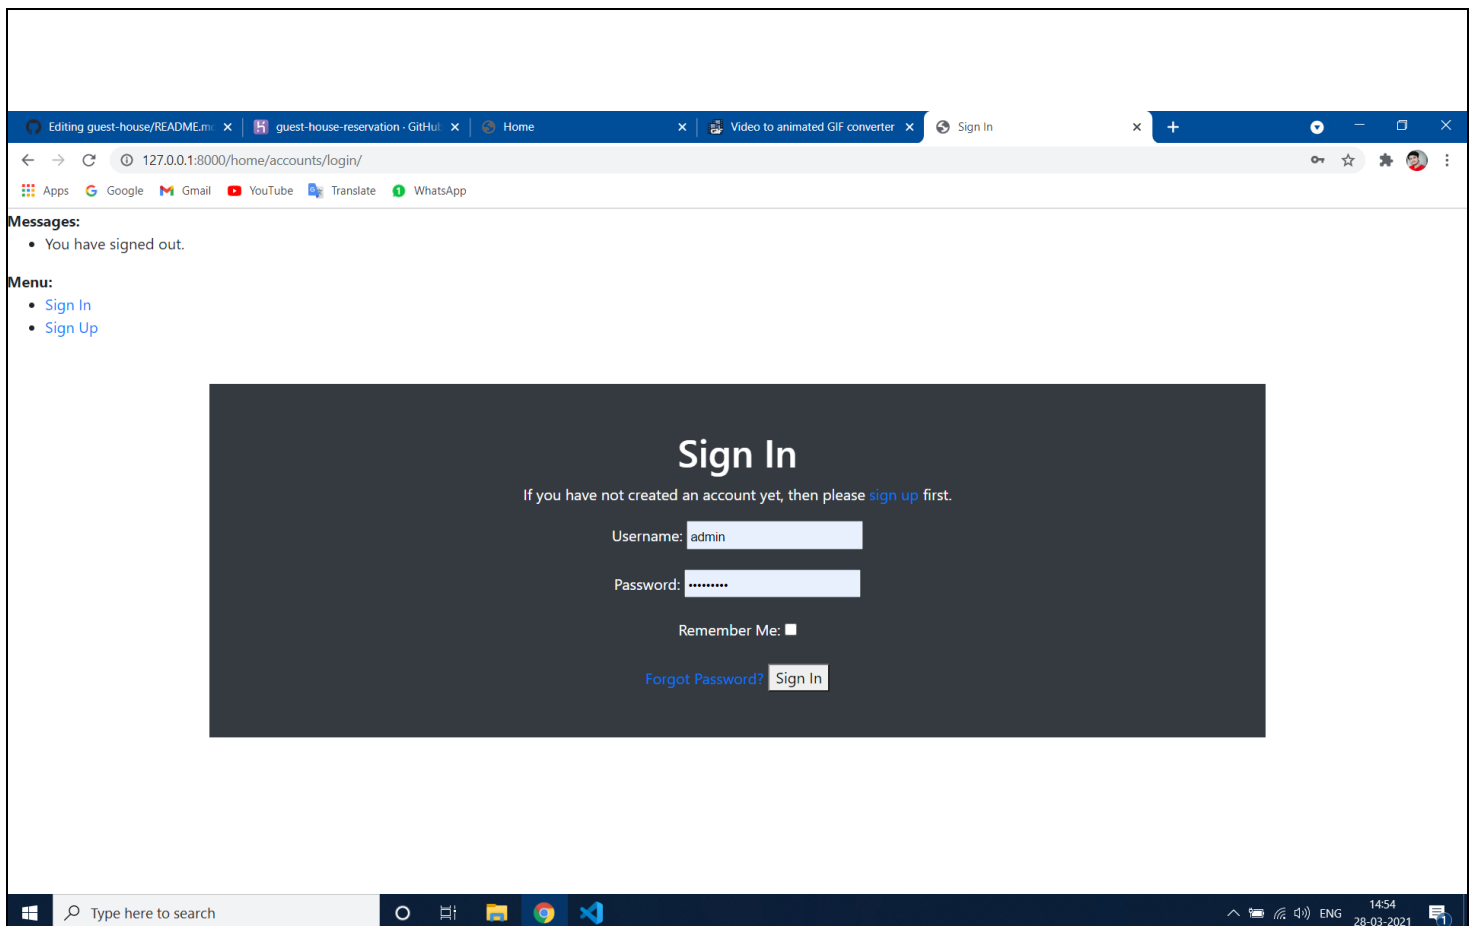 Editing guest-house/README.md
guest-house-reservation · GitHub
Home
Video to animated GIF converter
Sign In
127.0.0.1:8000/home/accounts/login/
Apps
Google
Gmail
YouTube
Translate
WhatsApp
Messages:
• You have signed out.
Menu:
• Sign In
• Sign Up
Sign In
If you have not created an account yet, then please sign up first.
Username: admin
Password: •••••••••
Remember Me:
Forgot Password? Sign In
Type here to search
ENG
14:54
28-03-2021
1